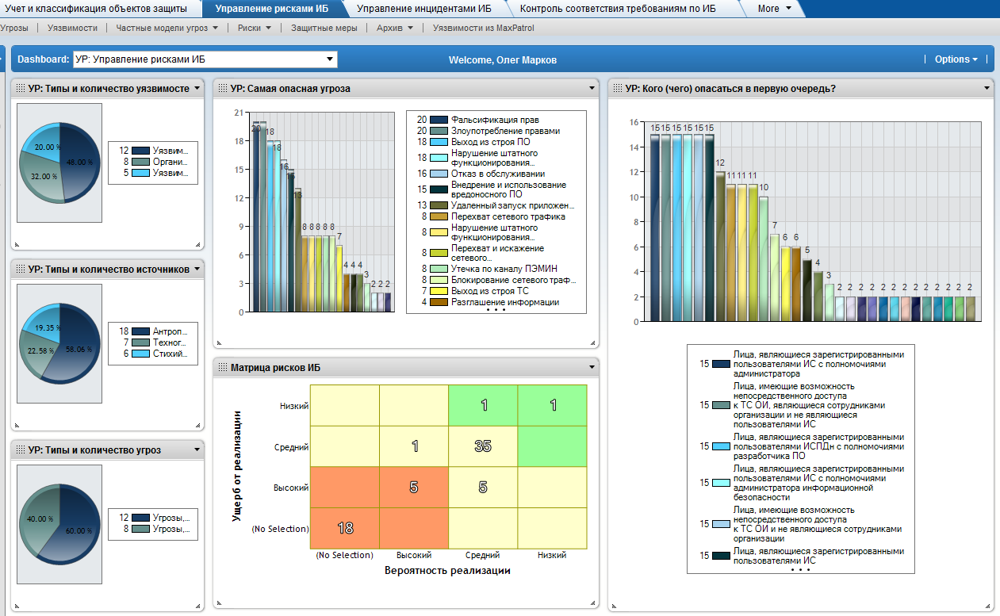 Учет и классификация объектов защиты
Управление рисками ИБ
Управление инцидентами ИБ
Контроль соответствия требованиям по ИБ
More
Угрозы
Уязвимости
Частные модели угроз
Риски
Защитные меры
Архив
Уязвимости из MaxPatrol
Dashboard:
УР: Управление рисками ИБ
Welcome, Олег Марков
Options
УР: Типы и количество уязвимосте
20.00 %
48.00 %
32.00 %
12 Уязвим...
8 Органи...
5 Уязвим...
УР: Типы и количество источников
19.35 %
58.06 %
22.58 %
18 Антроп...
7 Техног...
6 Стихий...
УР: Типы и количество угроз
40.00 %
60.00 %
12 Угрозы,...
8 Угрозы,...
УР: Самая опасная угроза
21
18
15
12
9
6
3
0
20
18
18
16
15
13
8
8
8
8
8
7
4
4
4
3
2
2
2
20 Фальсификация прав
20 Злоупотребление правами
18 Выход из строя ПО
18 Нарушение штатного
функционирования...
16 Отказ в обслуживании
15 Внедрение и использование
вредоносного ПО
13 Удаленный запуск приложен...
8 Перехват сетевого трафика
8 Нарушение штатного
функционирования...
8 Перехват и искажение
сетевого...
8 Утечка по каналу ПЭМИН
8 Блокирование сетевого траф...
7 Выход из строя ТС
4 Разглашение информации
• • •
Матрица рисков ИБ
Ущерб от реализации
Низкий
1
1
Средний
1
35
Высокий
5
5
(No Selection)
18
(No Selection)
Высокий
Средний
Низкий
Вероятность реализации
УР: Кого (чего) опасаться в первую очередь?
16
14
12
10
8
6
4
2
0
15
15
15
15
15
15
12
11
11
11
10
7
6
6
5
4
3
2
2
2
2
2
2
2
2
2
2
2
2
2
15 Лица, являющиеся зарегистрированными
пользователями ИС с полномочиями
администратора
15 Лица, имеющие возможность
непосредственного доступа
к ТС ОИ, являющиеся сотрудниками
организации и не являющиеся
пользователями ИС
15 Лица, являющиеся зарегистрированными
пользователями ИСПДн с полномочиями
разработчика ПО
15 Лица, являющиеся зарегистрированными
пользователями ИС с полномочиями
администратора информационной
безопасности
15 Лица, имеющие возможность
непосредственного доступа
к ТС ОИ и не являющиеся сотрудниками
организации
15 Лица, являющиеся зарегистрированными
пользователями ИС
• • •